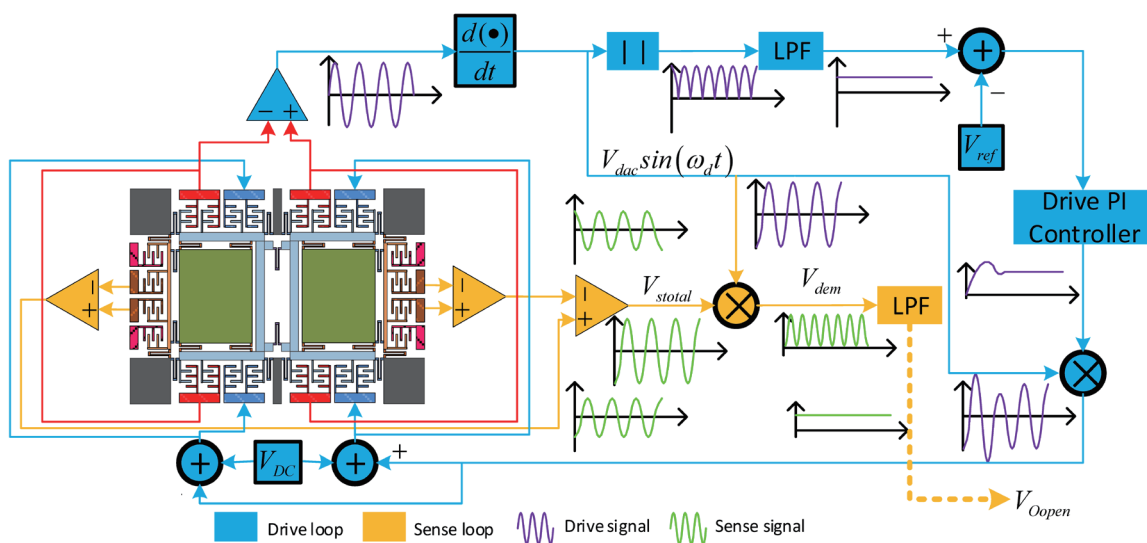 d(•)
dt
| |
LPF
+
+
−
V_ref
− +
V_dac sin(ω_d t)
Drive PI
Controller
−
+
−
+
−
+
V_stotal
×
V_dem
LPF
×
+
V_DC
+
+
V_Oopen
Drive loop
Sense loop
Drive signal
Sense signal